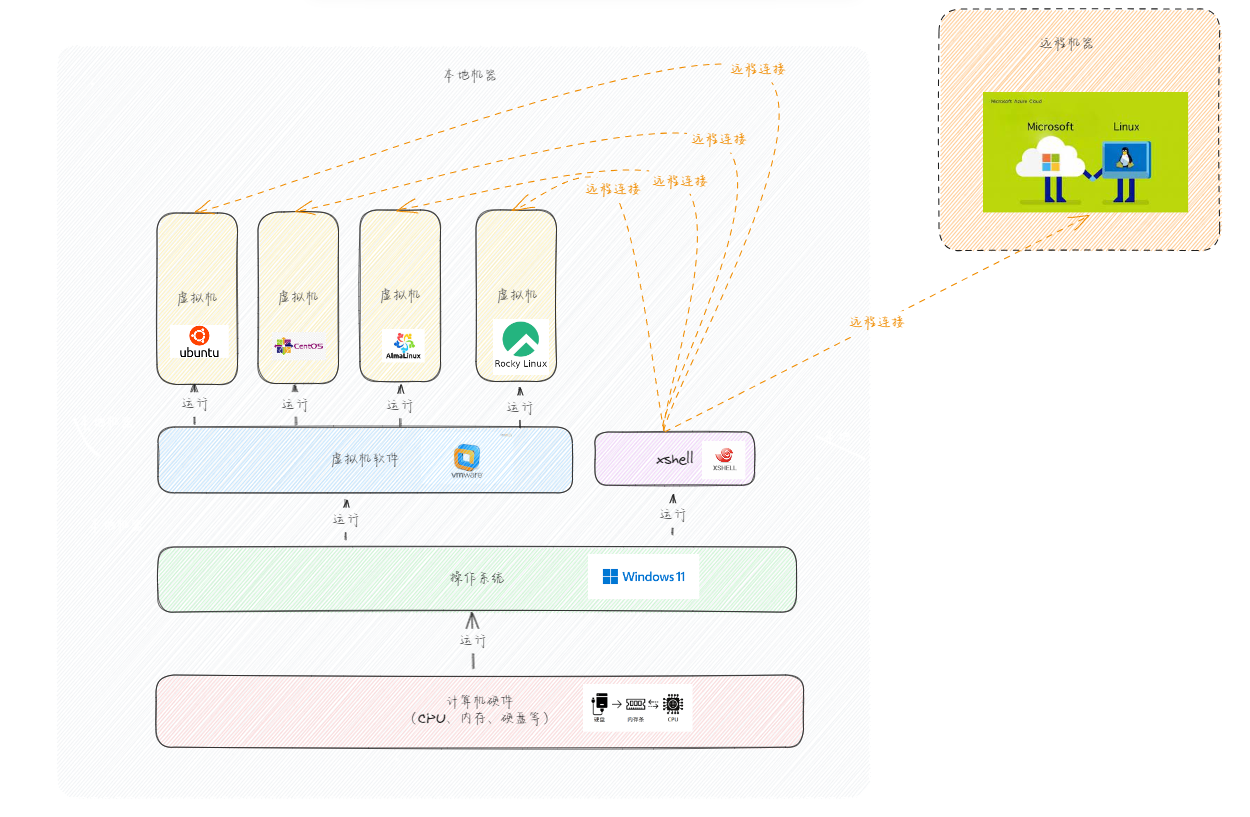 本地机器
远程机器
Microsoft Azure Cloud
Microsoft
Linux
远程连接
远程连接
远程连接
远程连接
远程连接
虚拟机
ubuntu
虚拟机
CentOS
虚拟机
AlmaLinux
虚拟机
Rocky Linux
运行
运行
运行
运行
虚拟机软件
vmware
xshell
XSHELL
运行
运行
操作系统
Windows 11
运行
计算机硬件
(CPU、内存、硬盘等)
硬盘
内存条
CPU